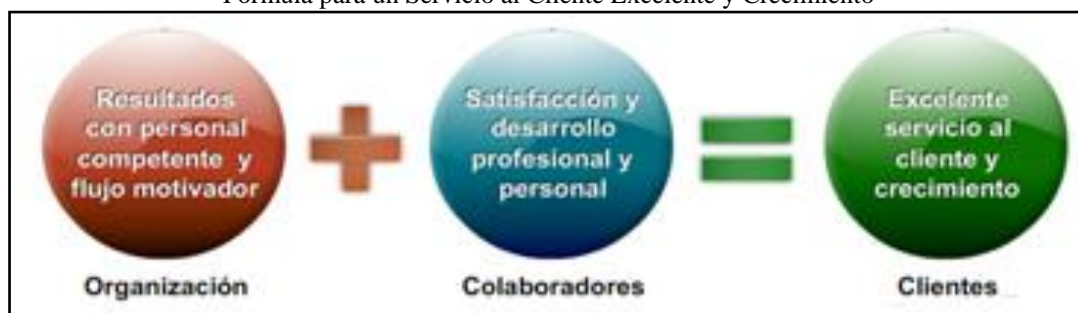 Fórmula para un Servicio al Cliente Excelente y Crecimiento
Resultados
con personal
competente y
flujo motivador
Satisfacción y
desarrollo
profesional y
personal
Excelente
servicio al
cliente y
crecimiento
Organización
Colaboradores
Clientes